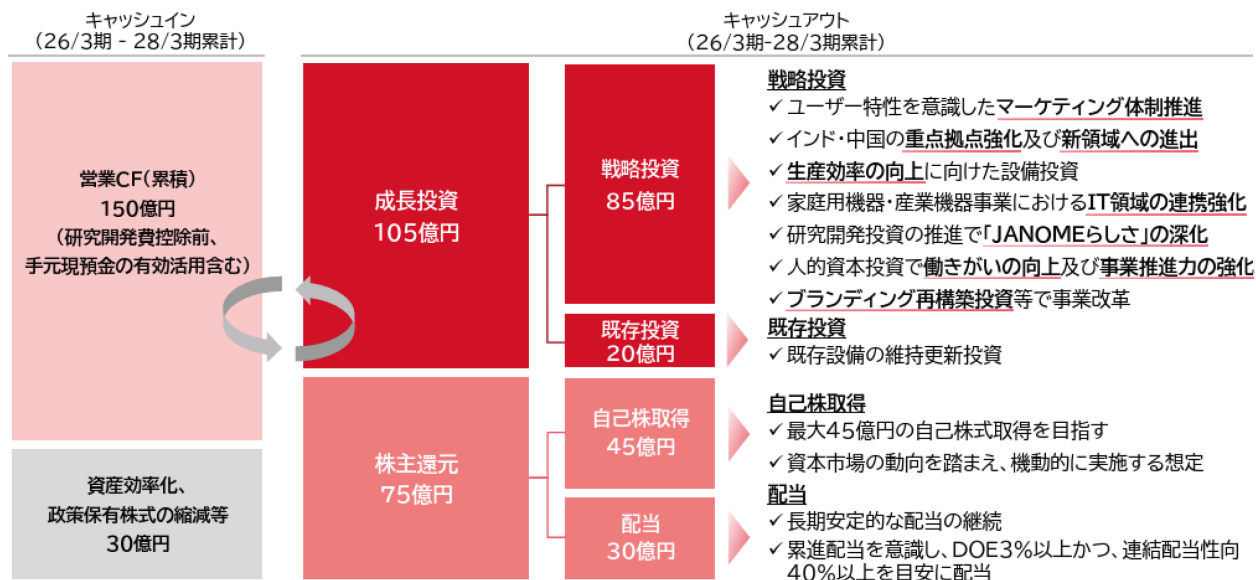 キャッシュイン
(26/3期 - 28/3期累計)
キャッシュアウト
(26/3期-28/3期累計)
営業CF(累積)
150億円
(研究開発費控除前、
手元現預金の有効活用含む)
資産効率化、
政策保有株式の縮減等
30億円
成長投資
105億円
株主還元
75億円
戦略投資
85億円
既存投資
20億円
自己株取得
45億円
配当
30億円
戦略投資
✓ユーザー特性を意識したマーケティング体制推進
✓インド・中国の重点拠点強化及び新領域への進出
✓生産効率の向上に向けた設備投資
✓家庭用機器・産業機器事業におけるIT領域の連携強化
✓研究開発投資の推進で「JANOMEらしさ」の深化
✓人的資本投資で働きがいの向上及び事業推進力の強化
✓ブランディング再構築投資等で事業改革
既存投資
✓既存設備の維持更新投資
自己株取得
✓最大45億円の自己株式取得を目指す
✓資本市場の動向を踏まえ、機動的に実施する想定
配当
✓長期安定的な配当の継続
✓累進配当を意識し、DOE3%以上かつ、連結配当性向
40%以上を目安に配当